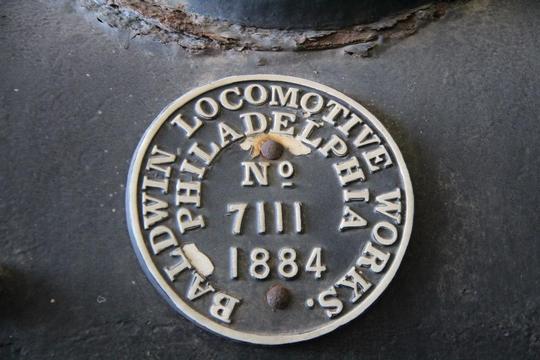 BALDWIN LOCOMOTIVE WORKS.
PHILADELPHIA
Nº
7111
1884